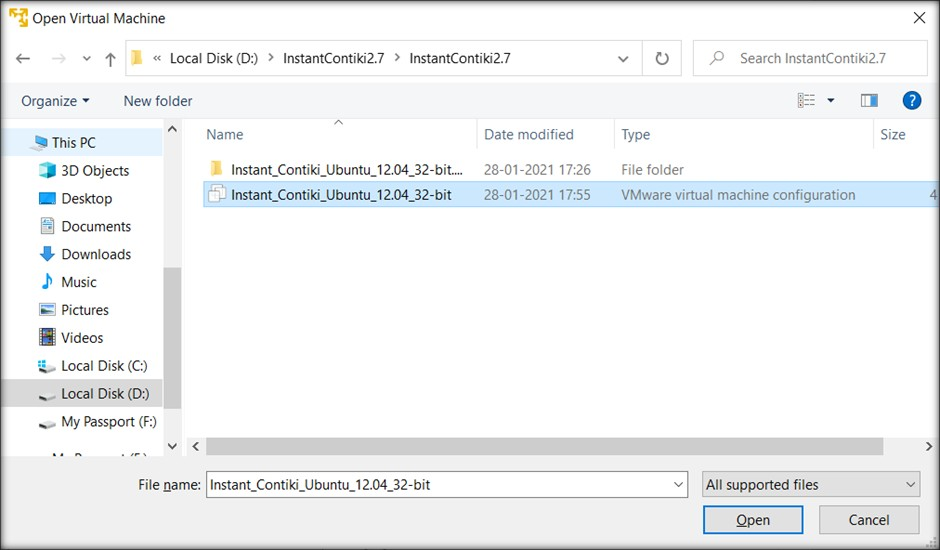 Open Virtual Machine
« Local Disk (D:) > InstantContiki2.7 > InstantContiki2.7
Search InstantContiki2.7
Organize
New folder
Name Date modified Type Size
Instant_Contiki_Ubuntu_12.04_32-bit.... 28-01-2021 17:26 File folder
Instant_Contiki_Ubuntu_12.04_32-bit 28-01-2021 17:55 VMware virtual machine configuration 4
This PC
3D Objects
Desktop
Documents
Downloads
Music
Pictures
Videos
Local Disk (C:)
Local Disk (D:)
My Passport (F:)
File name: Instant_Contiki_Ubuntu_12.04_32-bit
All supported files
Open Cancel